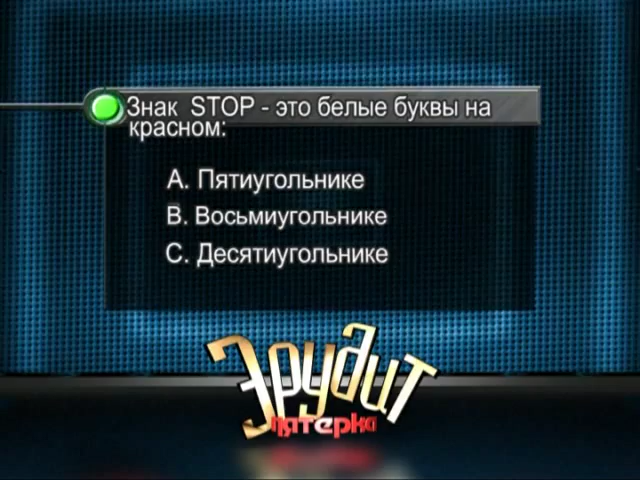 Знак STOP - это белые буквы на
красном:
A. Пятиугольнике
B. Восьмиугольнике
C. Десятиугольнике
Эрудит
пятерка